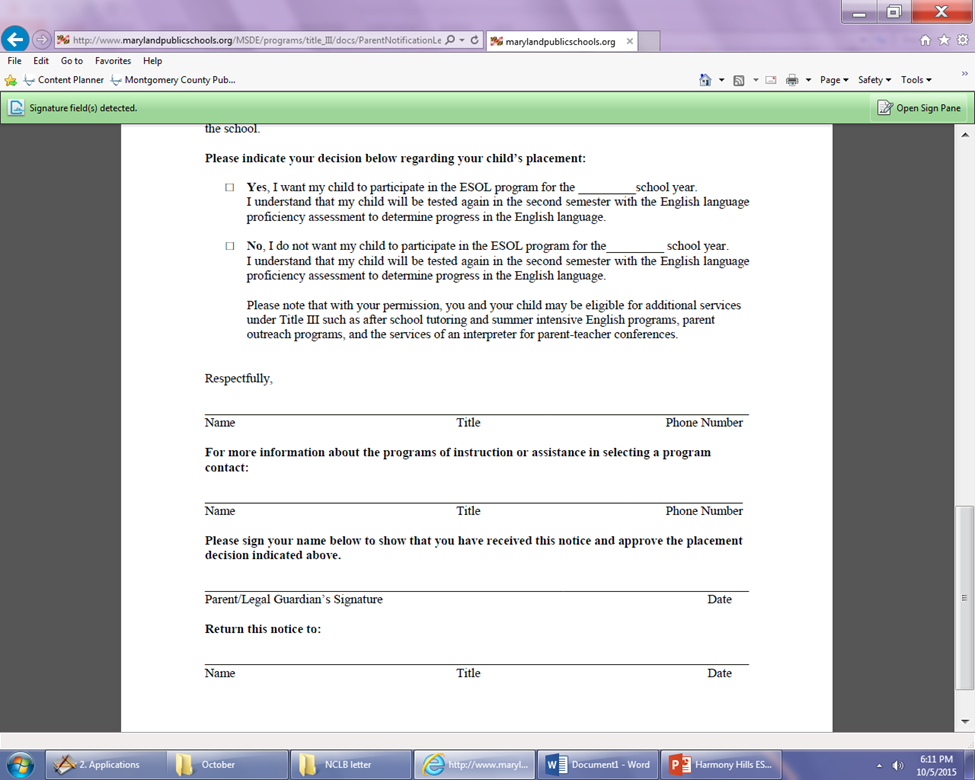 http://www.marylandpublicschools.org/MSDE/programs/title_III/docs/ParentNotificationLe
marylandpublicschools.org
File Edit Go to Favorites Help
Content Planner Montgomery County Pub... Page Safety Tools
Signature field(s) detected. Open Sign Pane
the school.
Please indicate your decision below regarding your child's placement:
☐ Yes, I want my child to participate in the ESOL program for the _________school year.
I understand that my child will be tested again in the second semester with the English language
proficiency assessment to determine progress in the English language.
☐ No, I do not want my child to participate in the ESOL program for the_________ school year.
I understand that my child will be tested again in the second semester with the English language
proficiency assessment to determine progress in the English language.
Please note that with your permission, you and your child may be eligible for additional services
under Title III such as after school tutoring and summer intensive English programs, parent
outreach programs, and the services of an interpreter for parent-teacher conferences.
Respectfully,
Name Title Phone Number
For more information about the programs of instruction or assistance in selecting a program
contact:
Name Title Phone Number
Please sign your name below to show that you have received this notice and approve the placement
decision indicated above.
Parent/Legal Guardian's Signature Date
Return this notice to:
Name Title Date
2. Applications October NCLB letter http://www.maryl... Document1 - Word Harmony Hills ES... 6:11 PM
10/5/2015